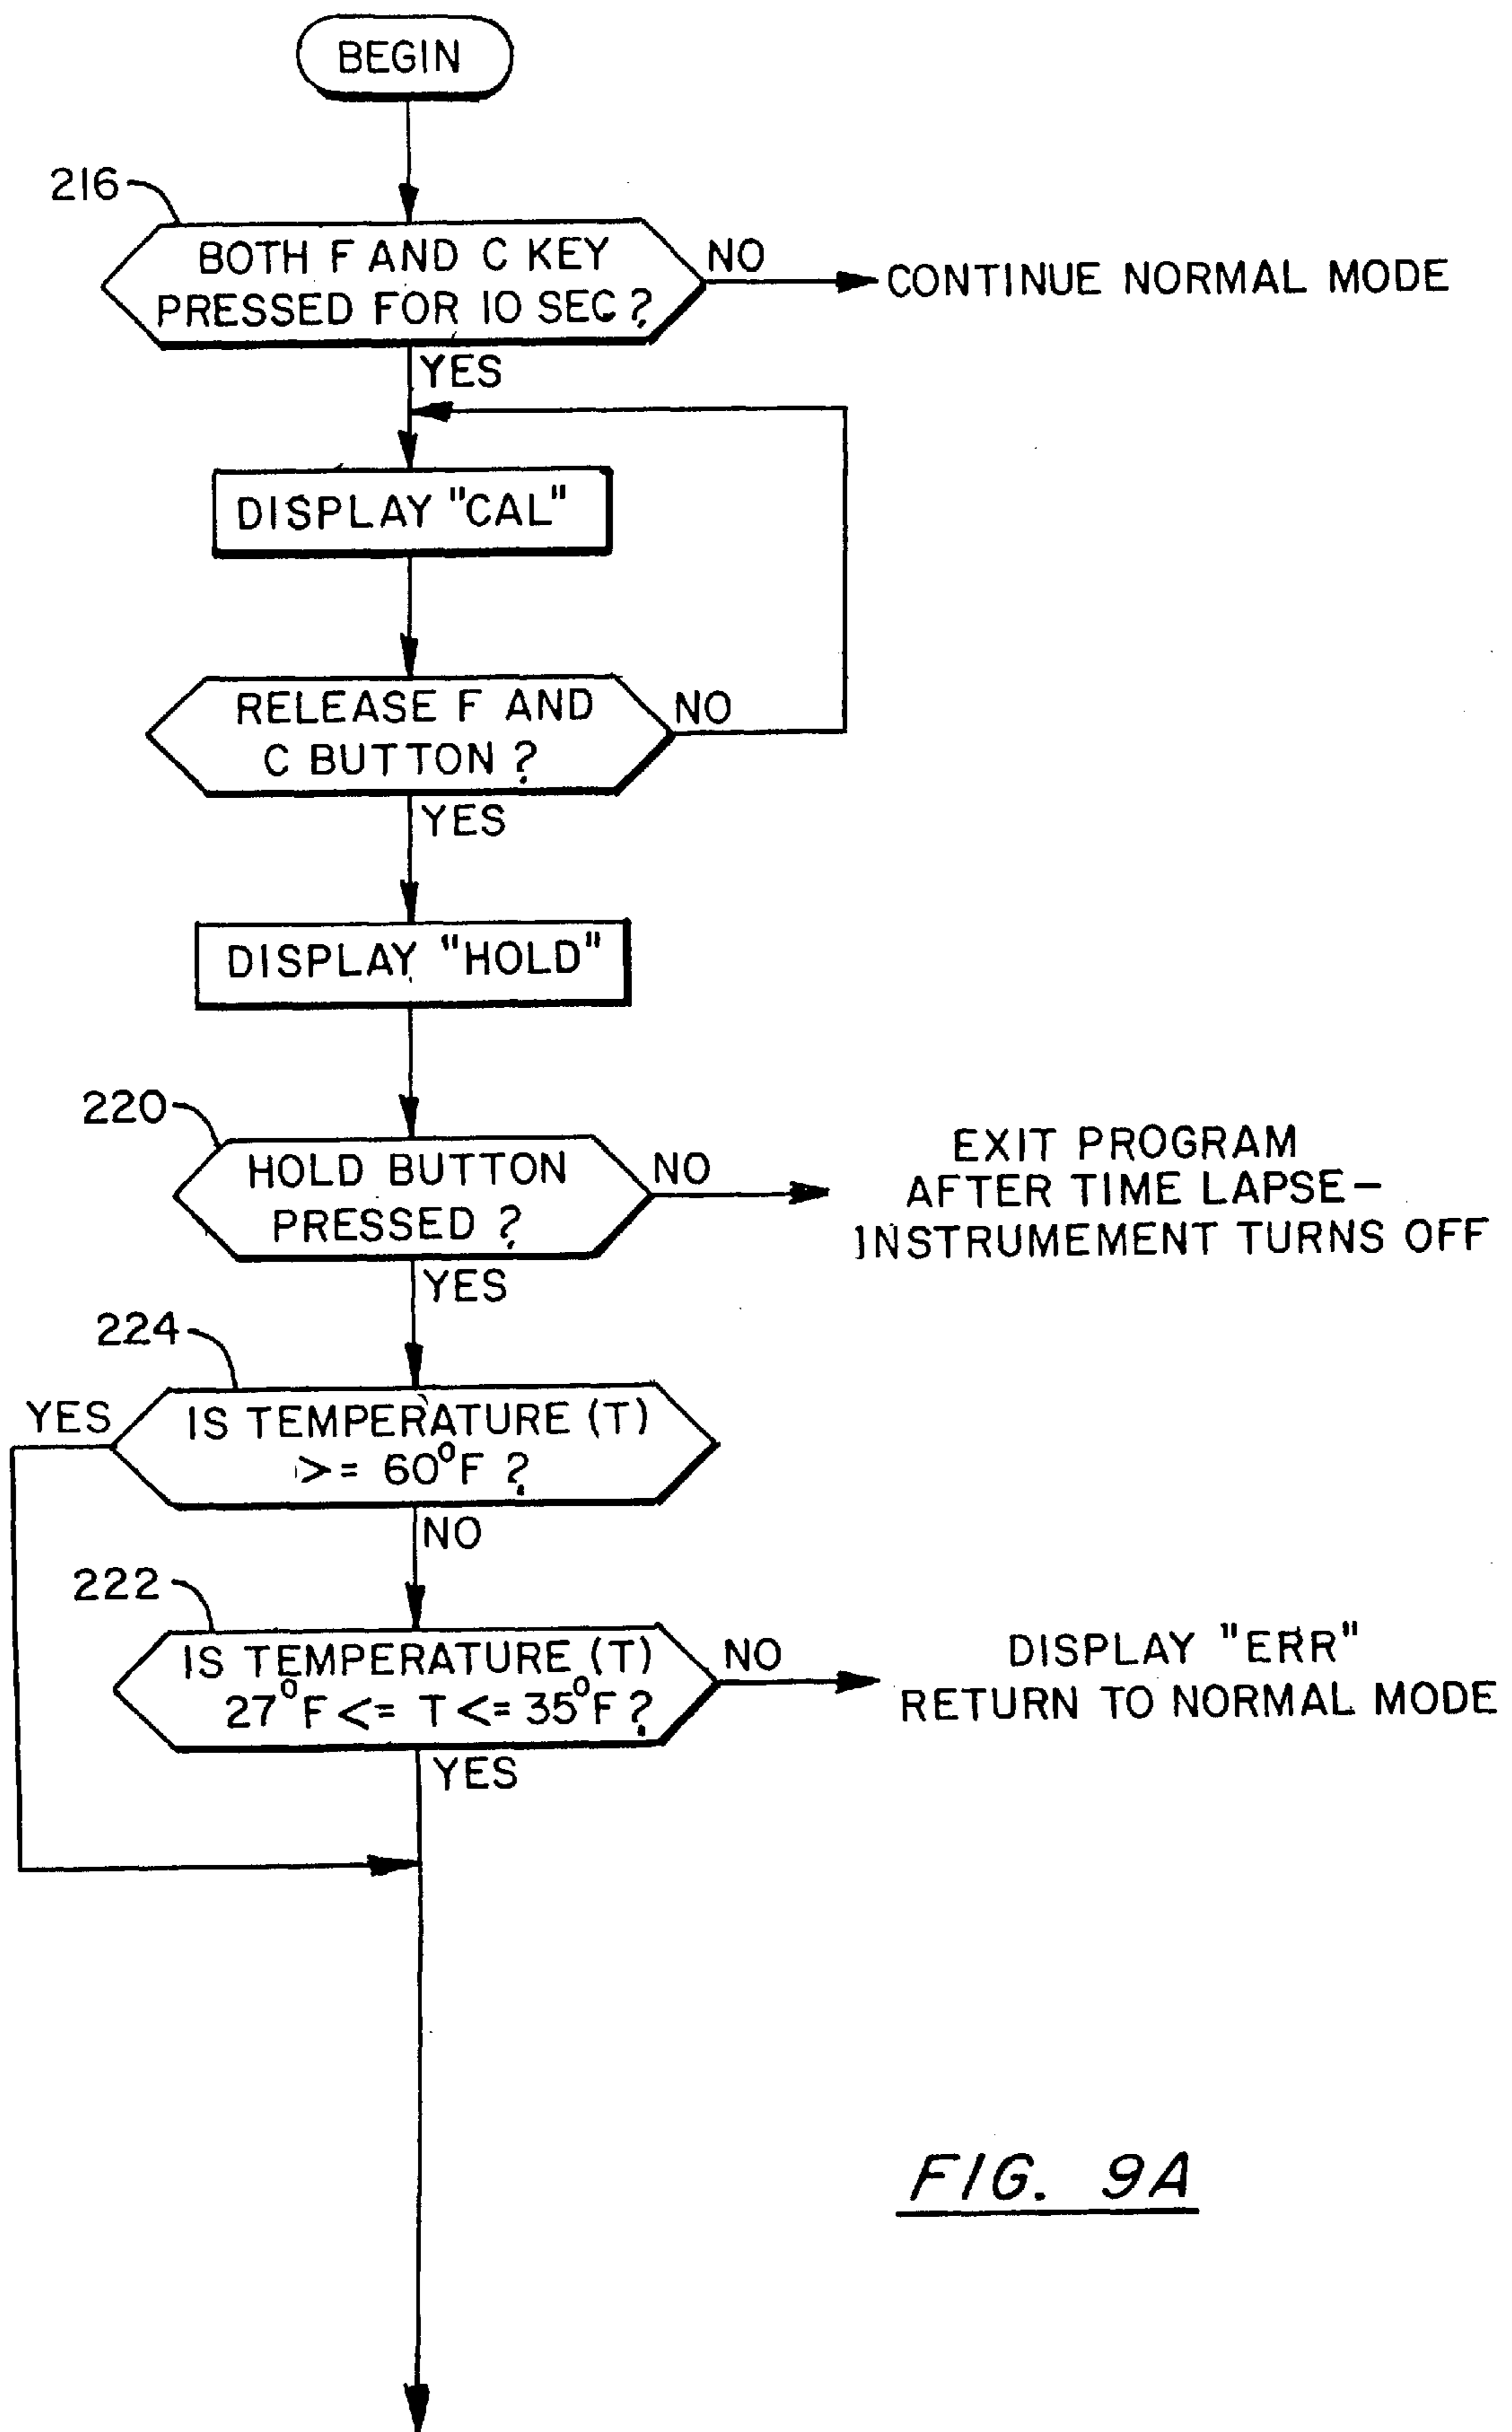 BEGIN
216
BOTH F AND C KEY
PRESSED FOR 10 SEC ?
NO
CONTINUE NORMAL MODE
YES
DISPLAY "CAL"
RELEASE F AND
C BUTTON ?
NO
YES
DISPLAY "HOLD"
220
HOLD BUTTON
PRESSED ?
NO
EXIT PROGRAM
AFTER TIME LAPSE-
INSTRUMEMENT TURNS OFF
YES
224
YES
IS TEMPERATURE (T)
>= 60°F ?
NO
222
IS TEMPERATURE (T)
27°F <= T <= 35°F ?
NO
DISPLAY "ERR"
RETURN TO NORMAL MODE
YES
FIG. 9A